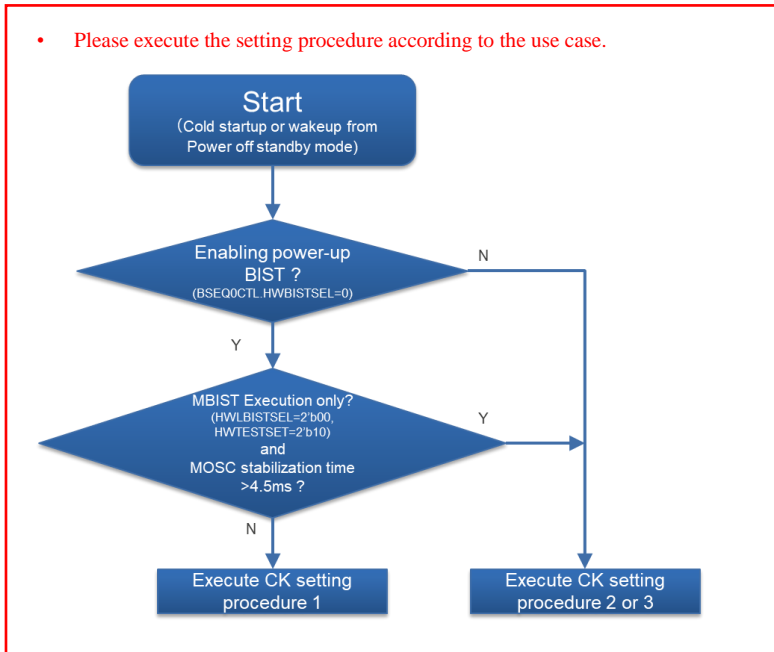 • Please execute the setting procedure according to the use case.
Start
(Cold startup or wakeup from
Power off standby mode)
Enabling power-up
BIST ?
(BSEQ0CTL.HWBISTSEL=0)
N
Y
MBIST Execution only?
(HWLBISTSEL=2'b00,
HWTESTSET=2'b10)
and
MOSC stabilization time
>4.5ms ?
Y
N
Execute CK setting
procedure 1
Execute CK setting
procedure 2 or 3